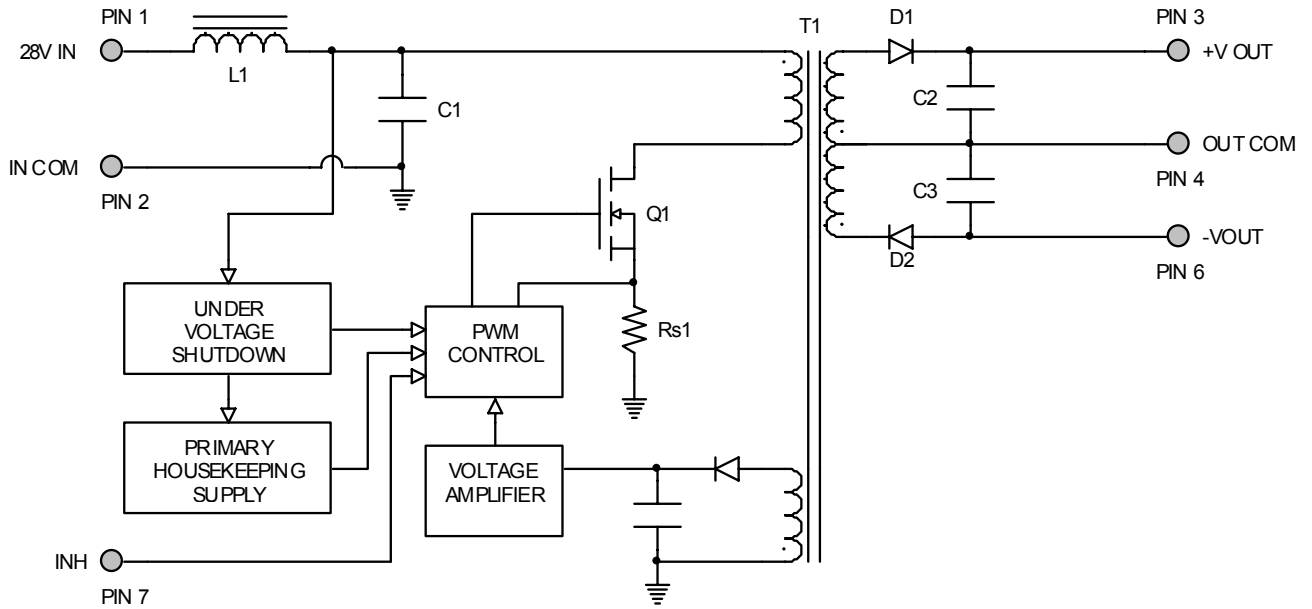 PIN 1
28V IN
L1
C1
IN COM
PIN 2
T1
D1
PIN 3
+V OUT
C2
OUT COM
C3
PIN 4
D2
-VOUT
PIN 6
Q1
Rs1
UNDER
VOLTAGE
SHUTDOWN
PWM
CONTROL
PRIMARY
HOUSEKEEPING
SUPPLY
VOLTAGE
AMPLIFIER
INH
PIN 7